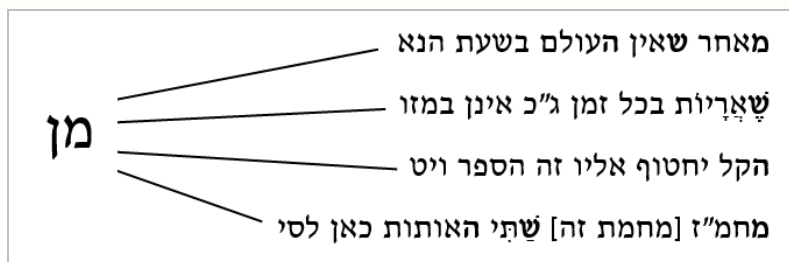 מאחר שאין העולם בשעת הנא
שֶׁאֲרָיוֹת בכל זמן ג״כ אינן במזו
הקל יחטוף אליו זה הספר ויט
מחמ״ז [מחמת זה] שַׁתִּי האותות כאן לסי
מן